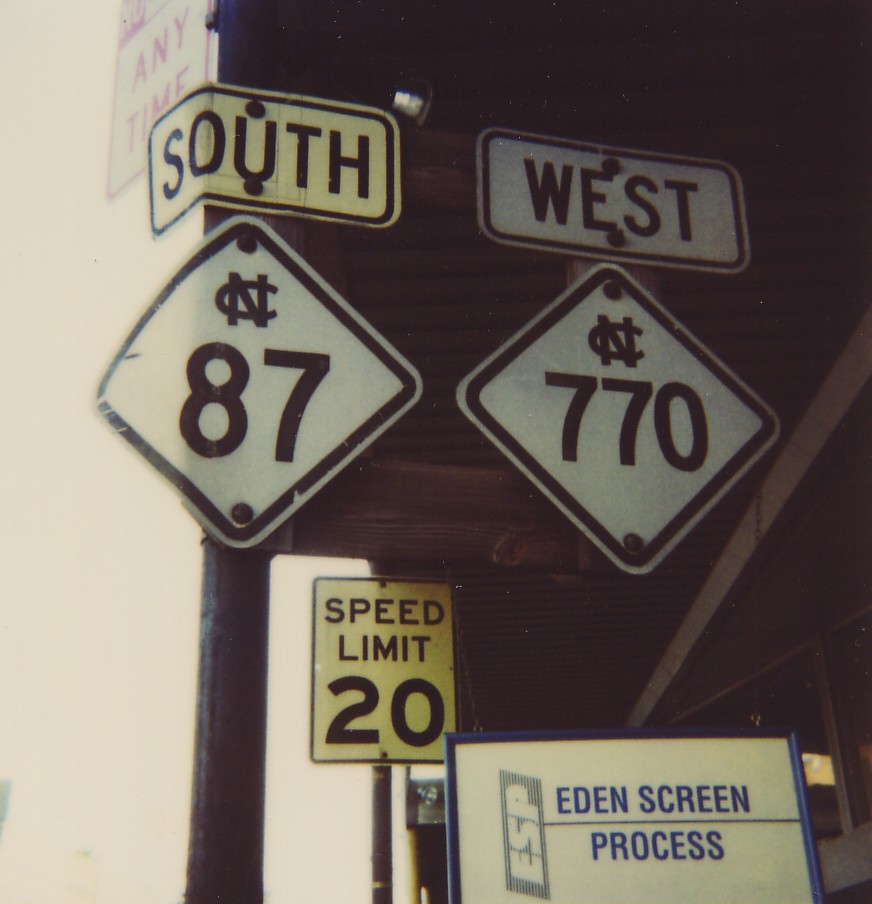 ANY
TIME
SOUTH
WEST
NC
87
NC
770
SPEED
LIMIT
20
ESP
EDEN SCREEN
PROCESS